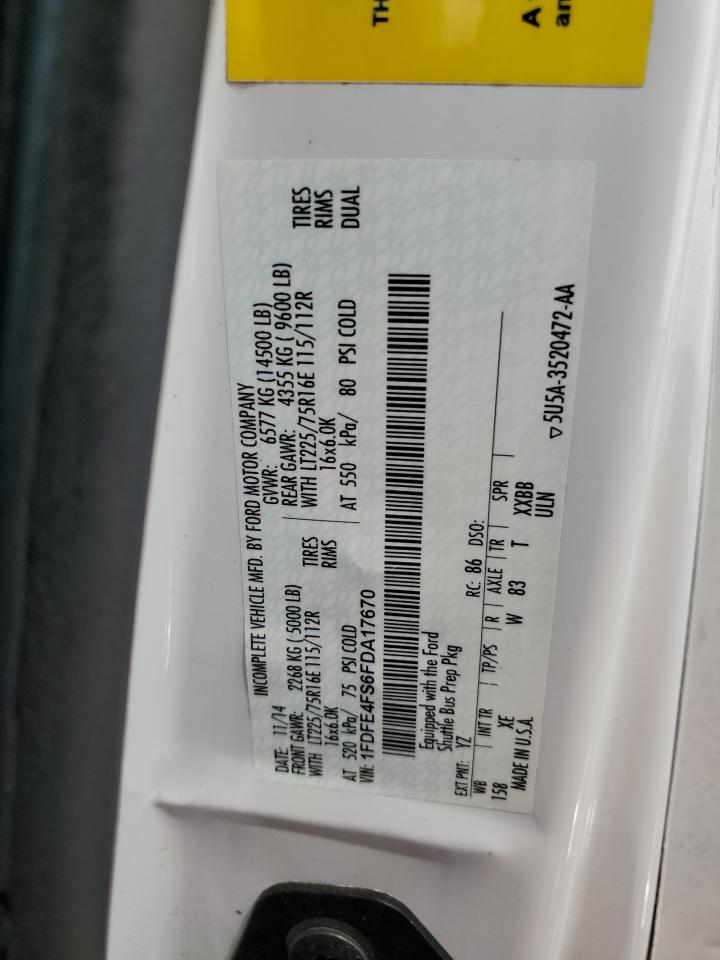 TH
A
an
INCOMPLETE VEHICLE MFD. BY FORD MOTOR COMPANY
DATE: 11/14 GVWR: 6577 KG (14500 LB)
FRONT GAWR: 2268 KG (5000 LB) REAR GAWR: 4355 KG (9600 LB)
WITH LT225/75R16E 115/112R TIRES WITH LT225/75R16E 115/112R TIRES
16x6.0K RIMS 16x6.0K RIMS
AT 520 kPa/ 75 PSI COLD AT 550 kPa/ 80 PSI COLD DUAL
VIN: 1FDFE4FS6FDA17670
Equipped with the Ford
Shuttle Bus Prep Pkg
EXT PNT: YZ RC: 86 DSO:
WB INT TR TP/PS R AXLE TR SPR
158 XE W 83 T XXBB
MADE IN U.S.A. ULN
▽5U5A-3520472-AA